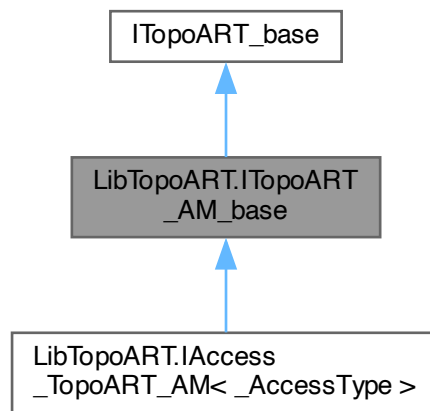 ITopoART_base
LibTopoART.ITopoART
_AM_base
LibTopoART.IAccess
_TopoART_AM< _AccessType >